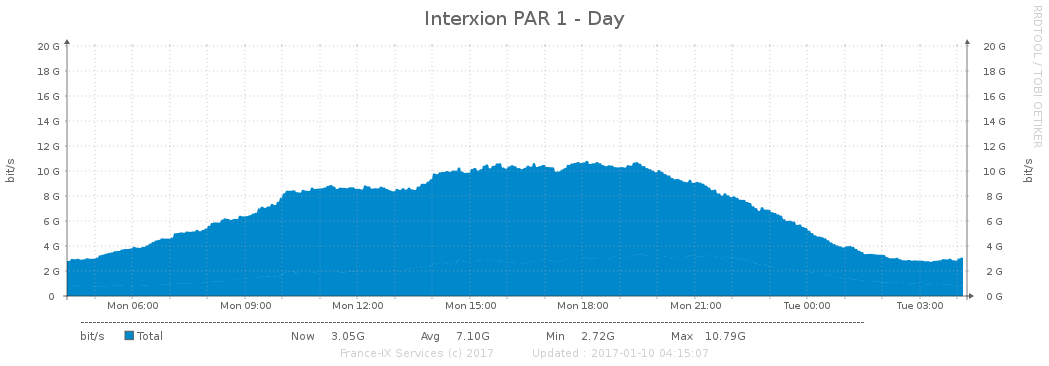 Interxion PAR 1 - Day
RRDTOOL / TOBI OETIKER
bit/s
20 G 20 G
18 G 18 G
16 G 16 G
14 G 14 G
12 G 12 G
10 G 10 G
8 G 8 G
6 G 6 G
4 G 4 G
2 G 2 G
0 0 G
bit/s
Mon 06:00 Mon 09:00 Mon 12:00 Mon 15:00 Mon 18:00 Mon 21:00 Tue 00:00 Tue 03:00
bit/s Total Now 3.05G Avg 7.10G Min 2.72G Max 10.79G
France-IX Services (c) 2017 Updated : 2017-01-10 04:15:07